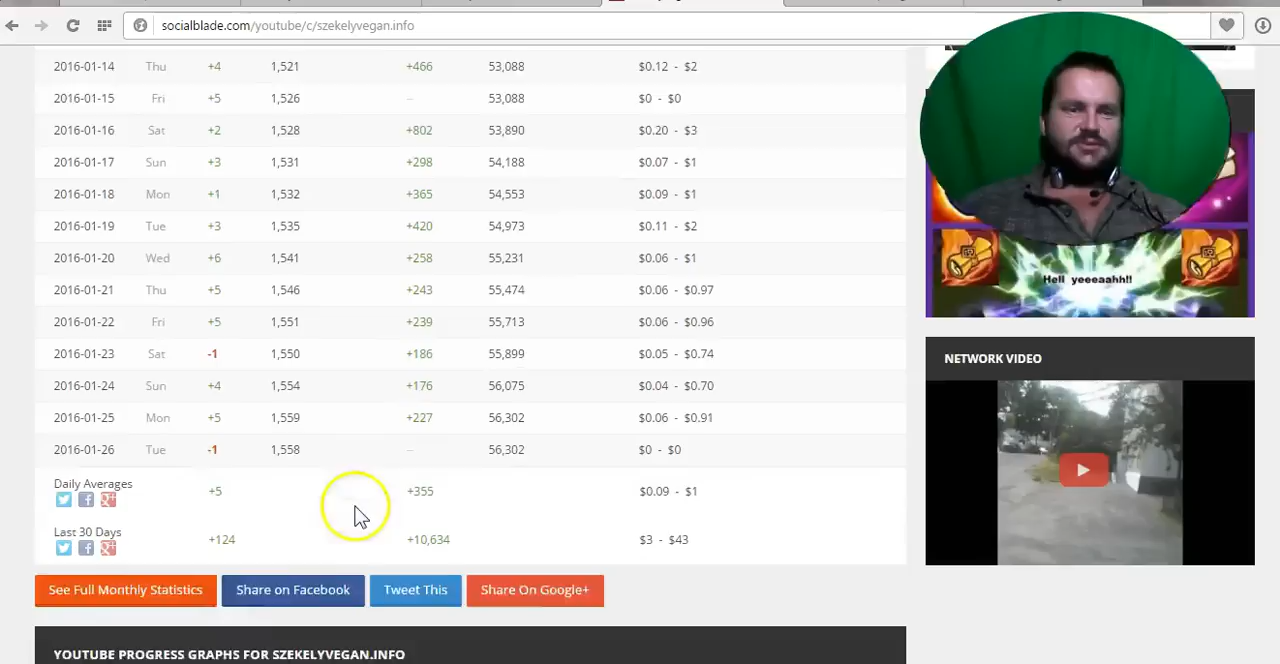 socialblade.com/youtube/c/szekelyvegan.info
2016-01-14 Thu +4 1,521 +466 53,088 $0.12 - $2
2016-01-15 Fri +5 1,526 -- 53,088 $0 - $0
2016-01-16 Sat +2 1,528 +802 53,890 $0.20 - $3
2016-01-17 Sun +3 1,531 +298 54,188 $0.07 - $1
2016-01-18 Mon +1 1,532 +365 54,553 $0.09 - $1
2016-01-19 Tue +3 1,535 +420 54,973 $0.11 - $2
2016-01-20 Wed +6 1,541 +258 55,231 $0.06 - $1
2016-01-21 Thu +5 1,546 +243 55,474 $0.06 - $0.97
2016-01-22 Fri +5 1,551 +239 55,713 $0.06 - $0.96
2016-01-23 Sat -1 1,550 +186 55,899 $0.05 - $0.74
2016-01-24 Sun +4 1,554 +176 56,075 $0.04 - $0.70
2016-01-25 Mon +5 1,559 +227 56,302 $0.06 - $0.91
2016-01-26 Tue -1 1,558 -- 56,302 $0 - $0
Daily Averages +5 +355 $0.09 - $1
Last 30 Days +124 +10,634 $3 - $43
See Full Monthly Statistics Share on Facebook Tweet This Share On Google+
YOUTUBE PROGRESS GRAPHS FOR SZEKELYVEGAN.INFO
Hell yeeeaahh!!
NETWORK VIDEO